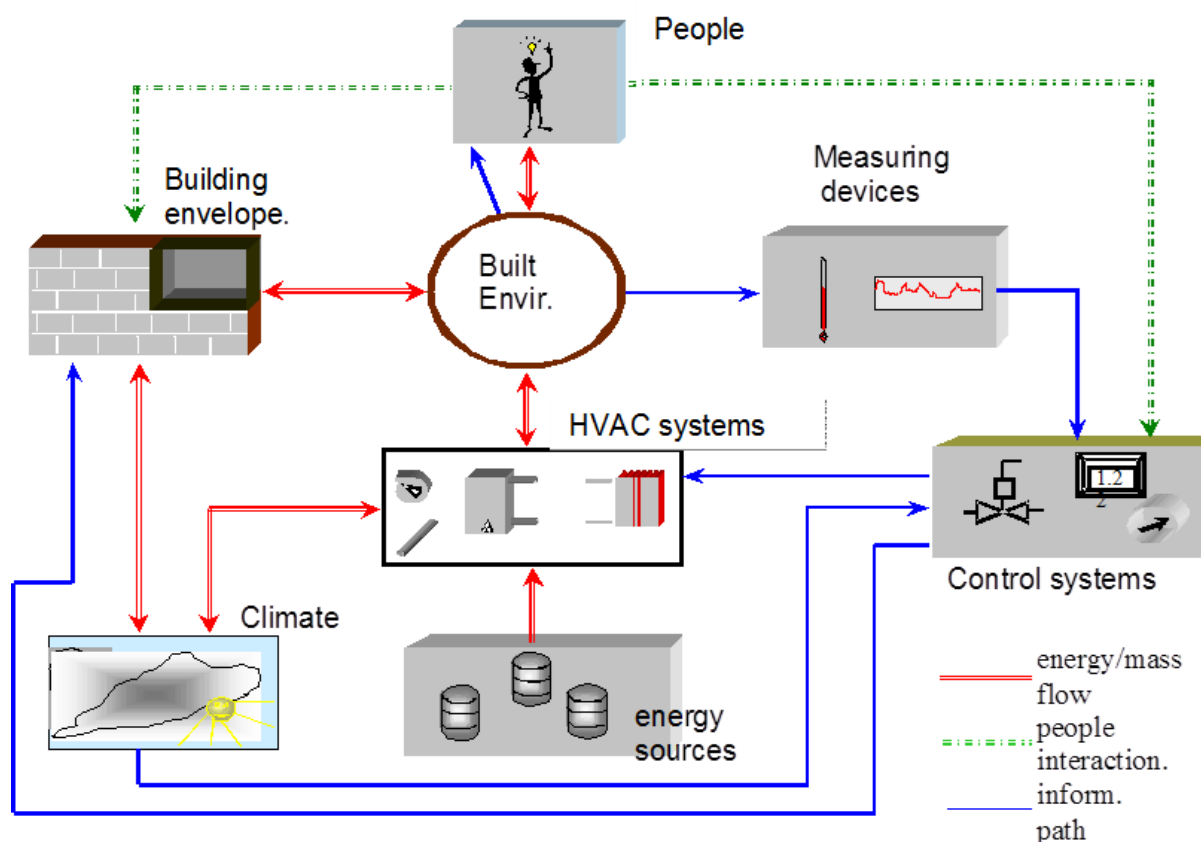 People
Building
envelope.
Measuring
devices
Built
Envir.
HVAC systems
1.2
2
Control systems
Climate
energy
sources
energy/mass
flow
people
interaction.
inform.
path